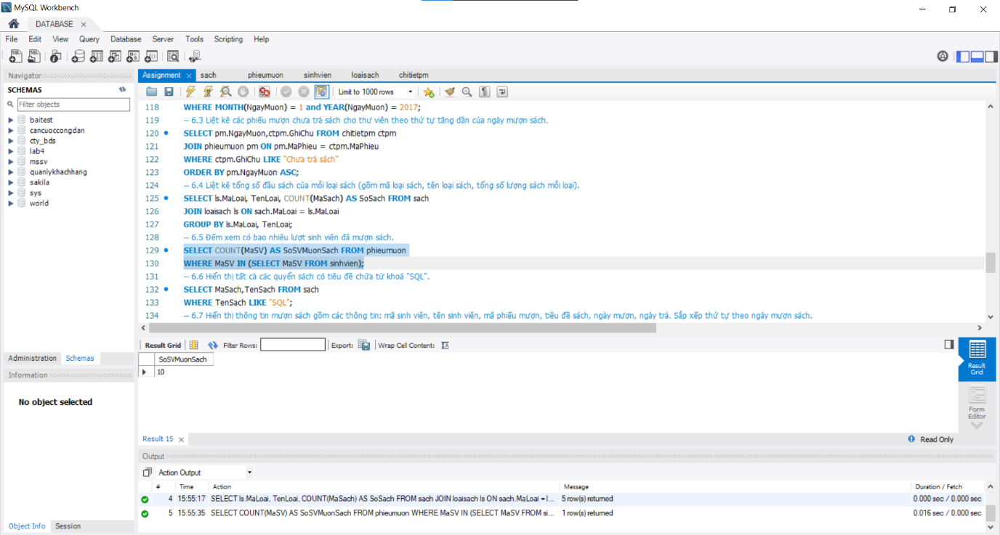 MySQL Workbench
DATABASE
File Edit View Query Database Server Tools Scripting Help
Navigator
SCHEMAS
Filter objects
baitest
cancuoccongdan
cty_bds
lab4
mssv
quanlykhachhang
sakila
sys
world
Administration Schemas
Information
No object selected
Object Info Session
Assignment sach phieumuon sinhvien loaisach chitietpm
Limit to 1000 rows
118 WHERE MONTH(NgayMuon) = 1 and YEAR(NgayMuon) = 2017;
119 -- 6.3 Liệt kê các phiếu mượn chưa trả sách cho thư viên theo thứ tự tăng dần của ngày mượn sách.
120 SELECT pm.NgayMuon,ctpm.GhiChu FROM chitietpm ctpm
121 JOIN phieumuon pm ON pm.MaPhieu = ctpm.MaPhieu
122 WHERE ctpm.GhiChu LIKE "Chưa trả sách"
123 ORDER BY pm.NgayMuon ASC;
124 -- 6.4 Liệt kê tổng số đầu sách của mỗi loại sách (gồm mã loại sách, tên loại sách, tổng số lượng sách mỗi loại).
125 SELECT ls.MaLoai, TenLoai, COUNT(MaSach) AS SoSach FROM sach
126 JOIN loaisach ls ON sach.MaLoai = ls.MaLoai
127 GROUP BY ls.MaLoai, TenLoai;
128 -- 6.5 Đếm xem có bao nhiêu lượt sinh viên đã mượn sách.
129 SELECT COUNT(MaSV) AS SoSVMuonSach FROM phieumuon
130 WHERE MaSV IN (SELECT MaSV FROM sinhvien);
131 -- 6.6 Hiển thị tất cả các quyển sách có tiêu đề chứa từ khoá "SQL".
132 SELECT MaSach,TenSach FROM sach
133 WHERE TenSach LIKE "SQL";
134 -- 6.7 Hiển thị thông tin mượn sách gồm các thông tin: mã sinh viên, tên sinh viên, mã phiếu mượn, tiêu đề sách, ngày mượn, ngày trả. Sắp xếp thứ tự theo ngày mượn sách.
Result Grid Filter Rows: Export: Wrap Cell Content:
SoSVMuonSach
10
Result Grid
Form Editor
Result 15 Read Only
Output
Action Output
# Time Action Message Duration / Fetch
4 15:55:17 SELECT ls.MaLoai, TenLoai, COUNT(MaSach) AS SoSach FROM sach JOIN loaisach ls ON sach.MaLoai = l... 5 row(s) returned 0.000 sec / 0.000 sec
5 15:55:35 SELECT COUNT(MaSV) AS SoSVMuonSach FROM phieumuon WHERE MaSV IN (SELECT MaSV FROM si... 1 row(s) returned 0.016 sec / 0.000 sec